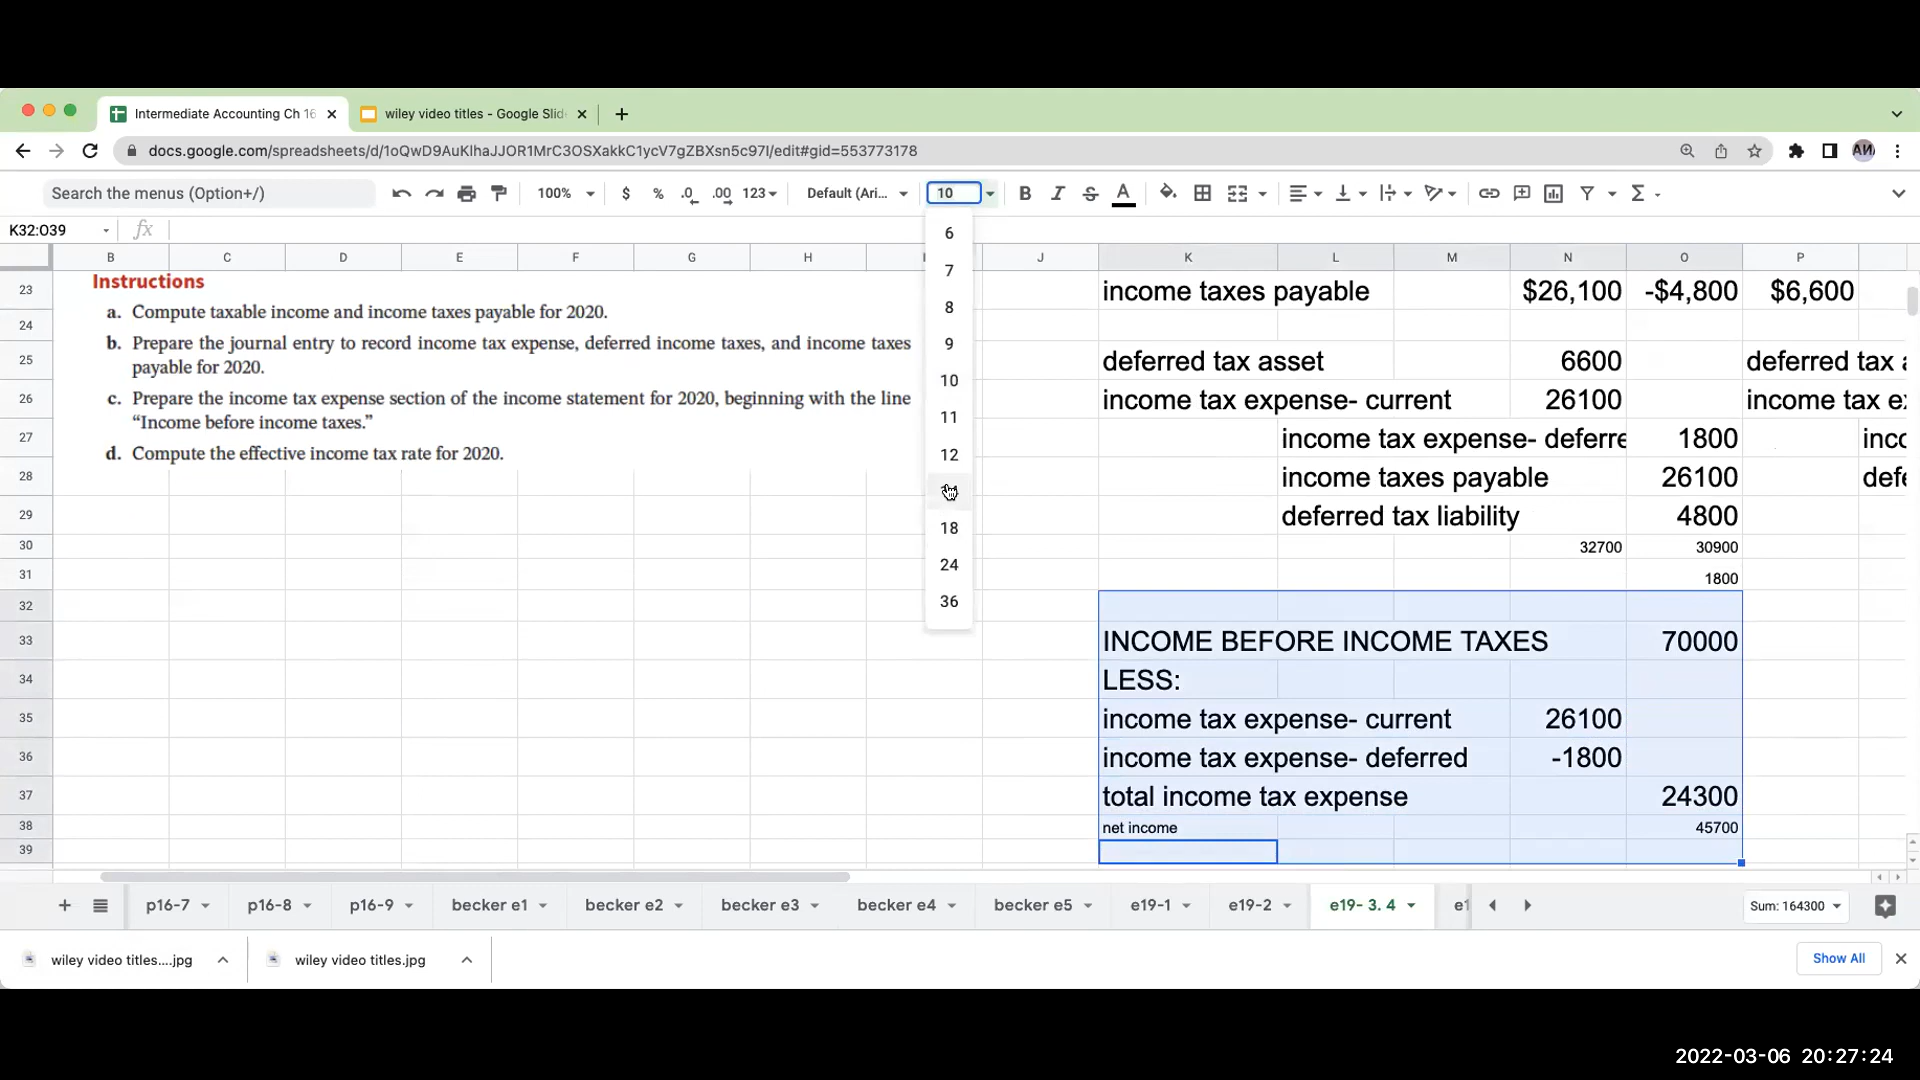 Intermediate Accounting Ch 16
wiley video titles - Google Slid
docs.google.com/spreadsheets/d/1oQwD9AuKlhaJJOR1MrC3OSXakkC1ycV7gZBXsn5c97I/edit#gid=553773178
Search the menus (Option+/) 100% $ % .0 .00 123 Default (Ari... 10 B I S A Σ
K32:O39 fx
B C D E F G H J K L M N O P
6
7
8
9
10
11
12
18
24
36
Instructions
a. Compute taxable income and income taxes payable for 2020.
b. Prepare the journal entry to record income tax expense, deferred income taxes, and income taxes
payable for 2020.
c. Prepare the income tax expense section of the income statement for 2020, beginning with the line
“Income before income taxes.”
d. Compute the effective income tax rate for 2020.
23 income taxes payable $26,100 -$4,800 $6,600
24
25 deferred tax asset 6600 deferred tax a
26 income tax expense- current 26100 income tax e
27 income tax expense- deferre 1800 inc
28 income taxes payable 26100 defe
29 deferred tax liability 4800
30 32700 30900
31 1800
32
33 INCOME BEFORE INCOME TAXES 70000
34 LESS:
35 income tax expense- current 26100
36 income tax expense- deferred -1800
37 total income tax expense 24300
38 net income 45700
39
p16-7 p16-8 p16-9 becker e1 becker e2 becker e3 becker e4 becker e5 e19-1 e19-2 e19- 3. 4 e1 Sum: 164300
wiley video titles....jpg wiley video titles.jpg Show All
2022-03-06 20:27:24